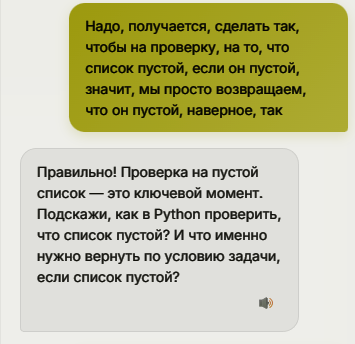 Надо, получается, сделать так,
чтобы на проверку, на то, что
список пустой, если он пустой,
значит, мы просто возвращаем,
что он пустой, наверное, так
Правильно! Проверка на пустой
список — это ключевой момент.
Подскажи, как в Python проверить,
что список пустой? И что именно
нужно вернуть по условию задачи,
если список пустой?